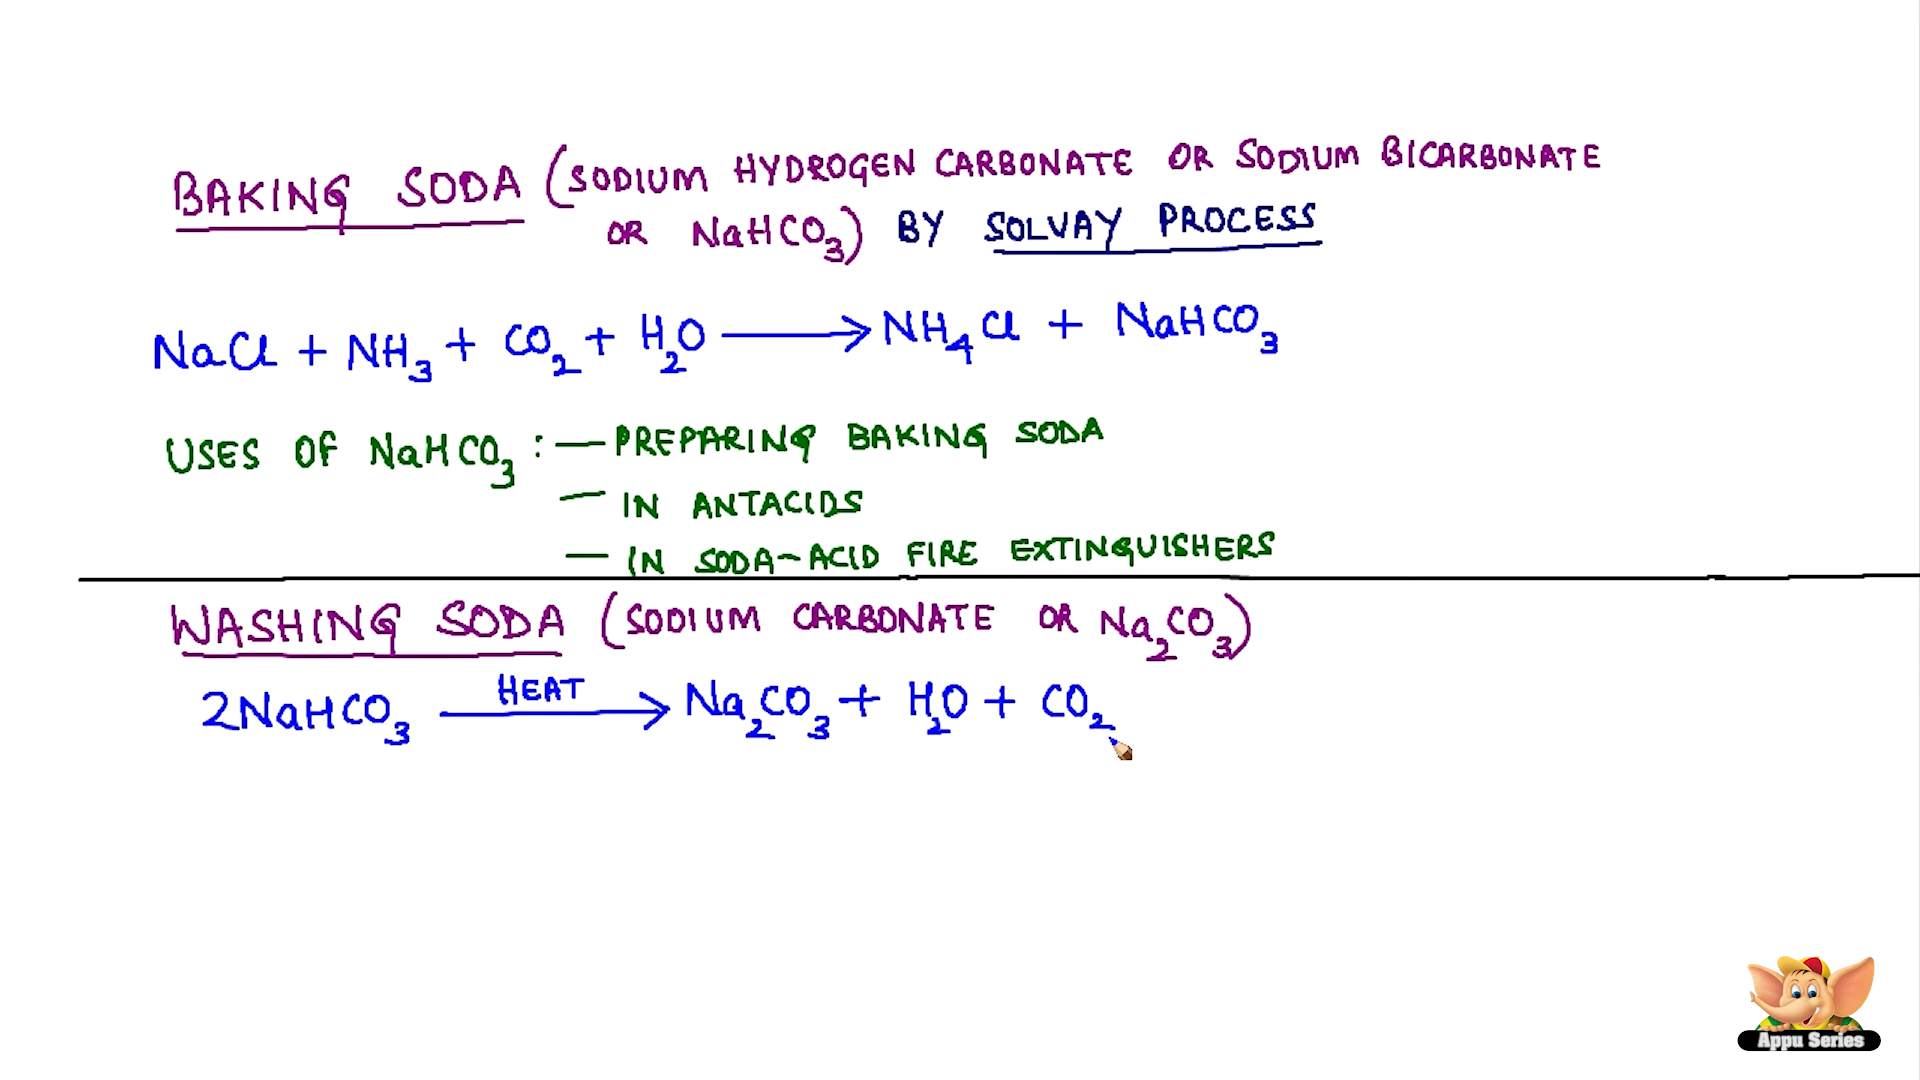 BAKING SODA (SODIUM HYDROGEN CARBONATE OR SODIUM BICARBONATE
OR NaHCO₃) BY SOLVAY PROCESS
NaCl + NH₃ + CO₂ + H₂O ⟶ NH₄Cl + NaHCO₃
USES OF NaHCO₃ : — PREPARING BAKING SODA
— IN ANTACIDS
— IN SODA-ACID FIRE EXTINGUISHERS
WASHING SODA (SODIUM CARBONATE OR Na₂CO₃)
HEAT
2NaHCO₃ ⟶ Na₂CO₃ + H₂O + CO₂
Appu Series